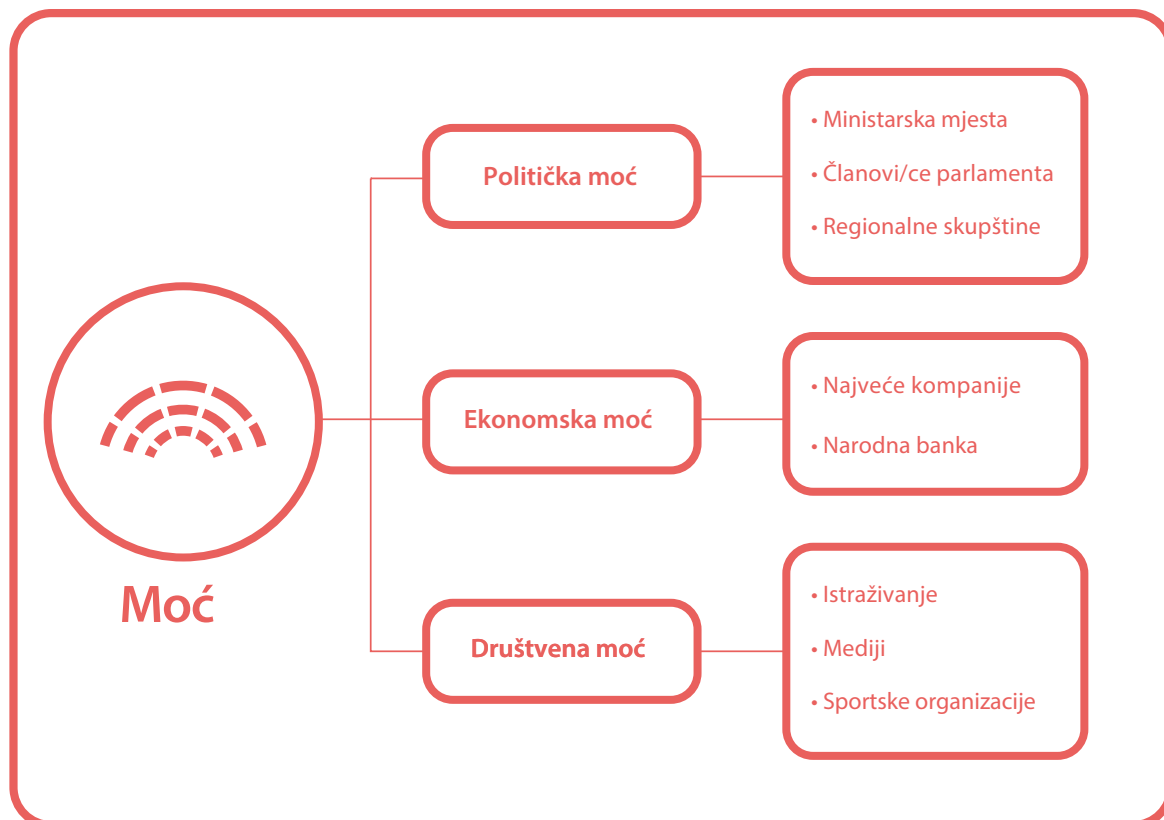 Moć
Politička moć
• Ministarska mjesta
• Članovi/ce parlamenta
• Regionalne skupštine
Ekonomska moć
• Najveće kompanije
• Narodna banka
Društvena moć
• Istraživanje
• Mediji
• Sportske organizacije